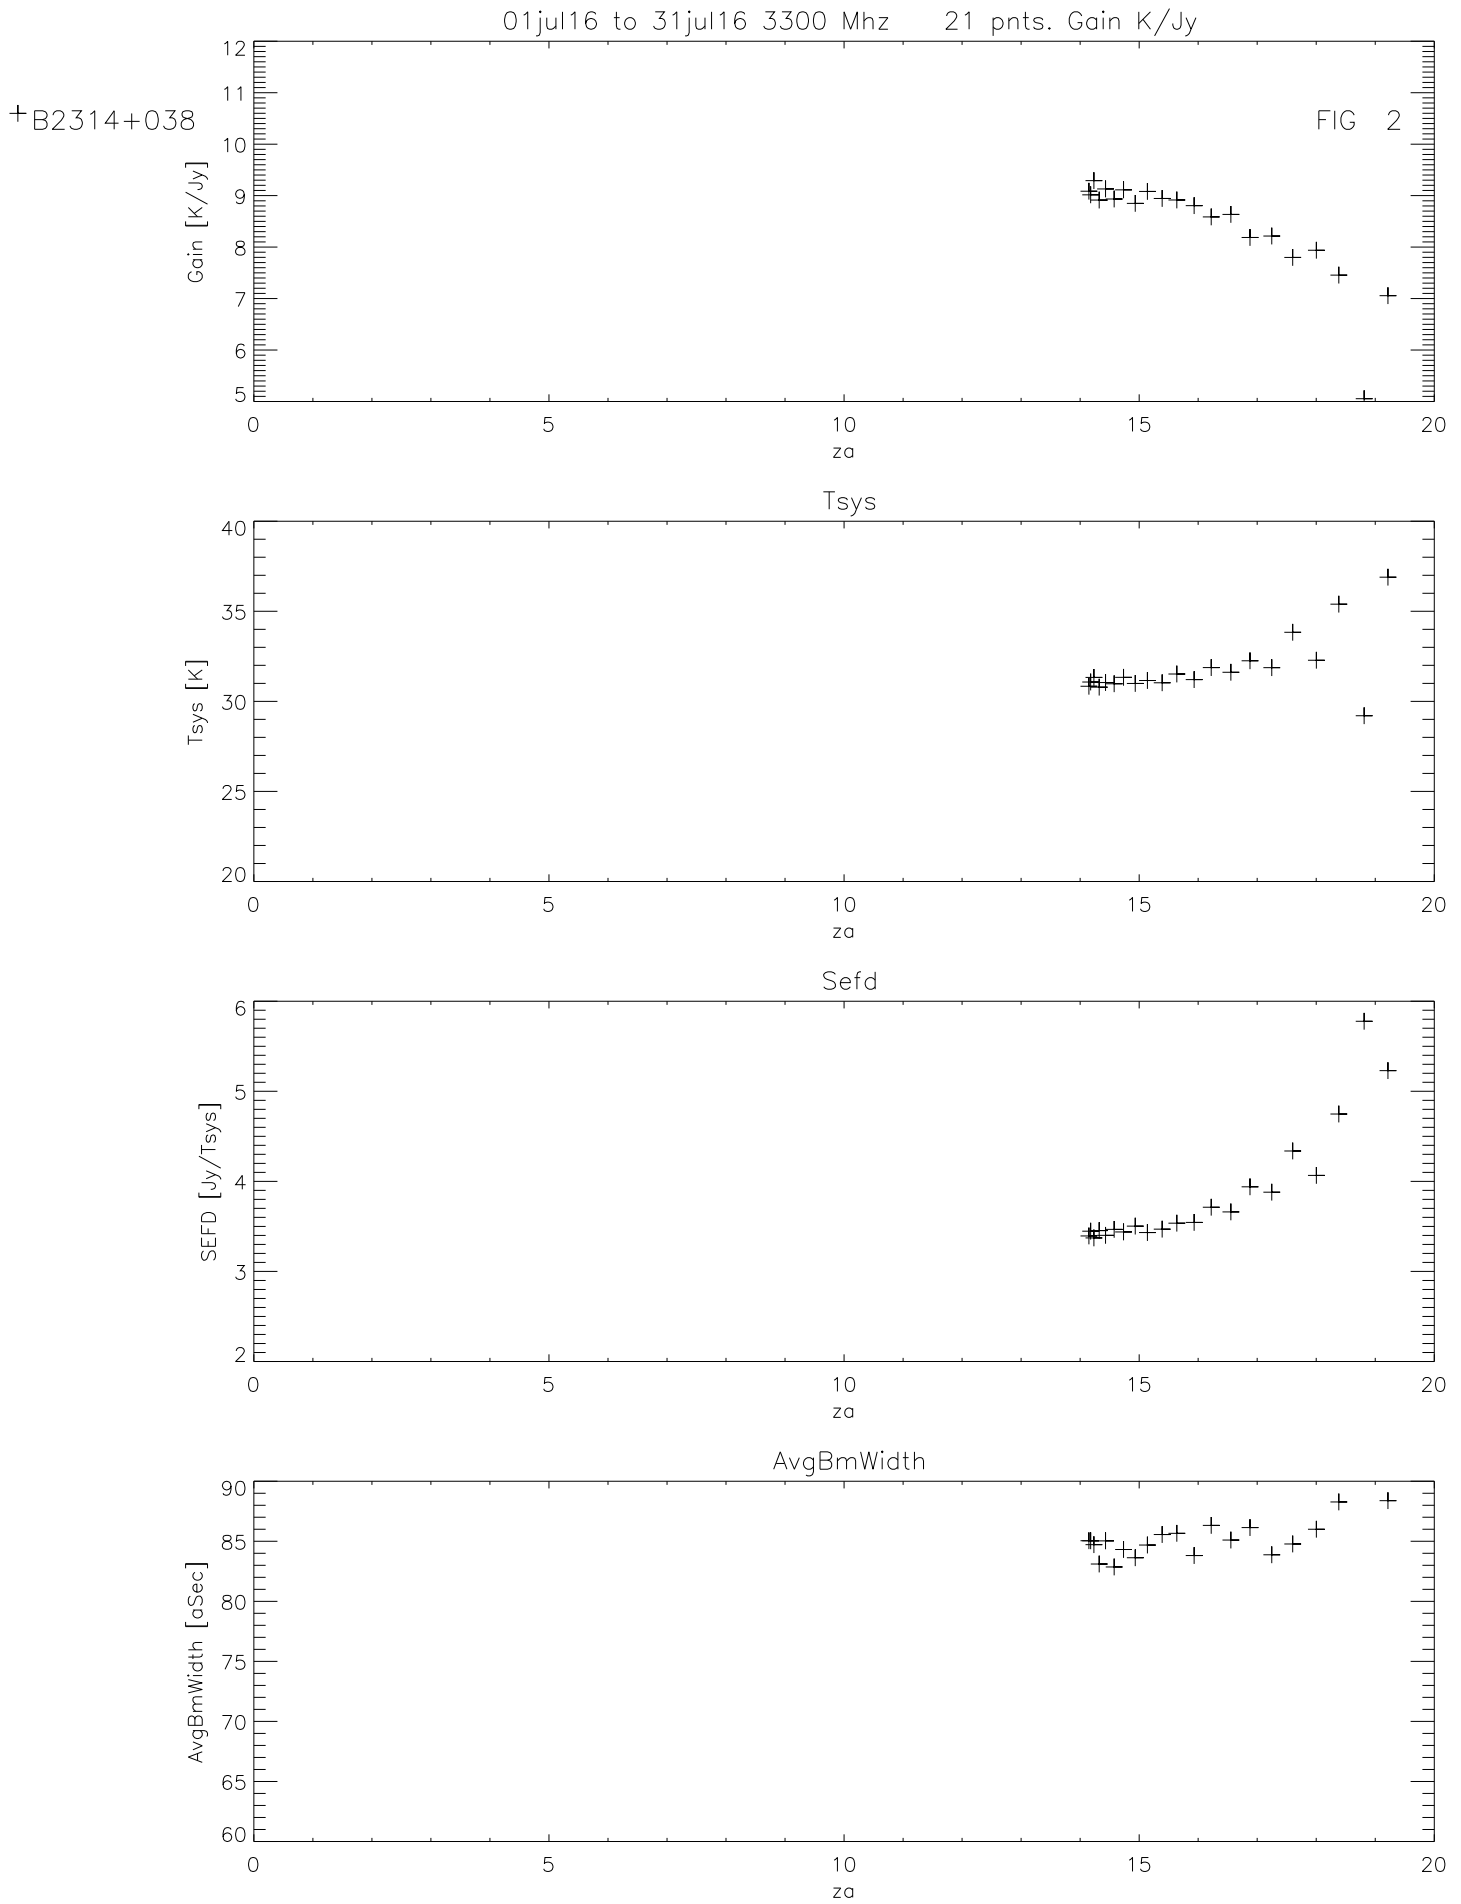 01jul16 to 31jul16 3300 Mhz 21 pnts. Gain K/Jy
+B2314+038
FIG 2
Gain [K/Jy]
12
11
10
9
8
7
6
5
0 5 10 15 20
za
Tsys
Tsys [K]
40
35
30
25
20
0 5 10 15 20
za
Sefd
SEFD [Jy/Tsys]
6
5
4
3
2
0 5 10 15 20
za
AvgBmWidth
AvgBmWidth [aSec]
90
85
80
75
70
65
60
0 5 10 15 20
za